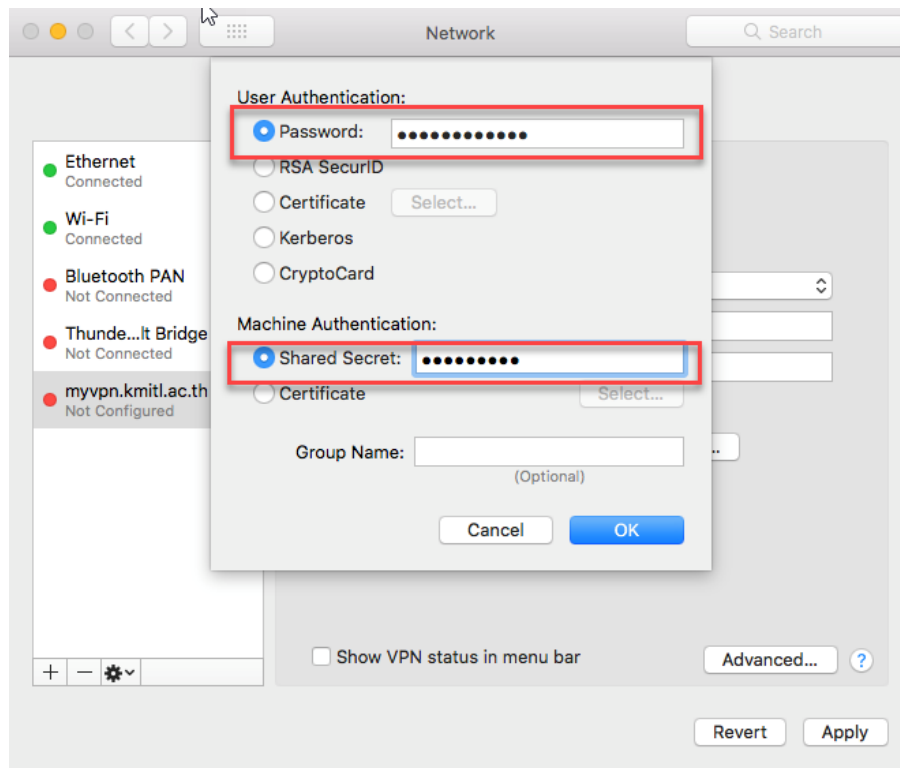 Network
Search
User Authentication:
Password: ••••••••••••
RSA SecurID
Certificate Select...
Kerberos
CryptoCard
Machine Authentication:
Shared Secret: •••••••••
Certificate Select...
Group Name:
(Optional)
Cancel OK
Ethernet
Connected
Wi-Fi
Connected
Bluetooth PAN
Not Connected
Thunde...lt Bridge
Not Connected
myvpn.kmitl.ac.th
Not Configured
..
Show VPN status in menu bar
Advanced... ?
Revert Apply